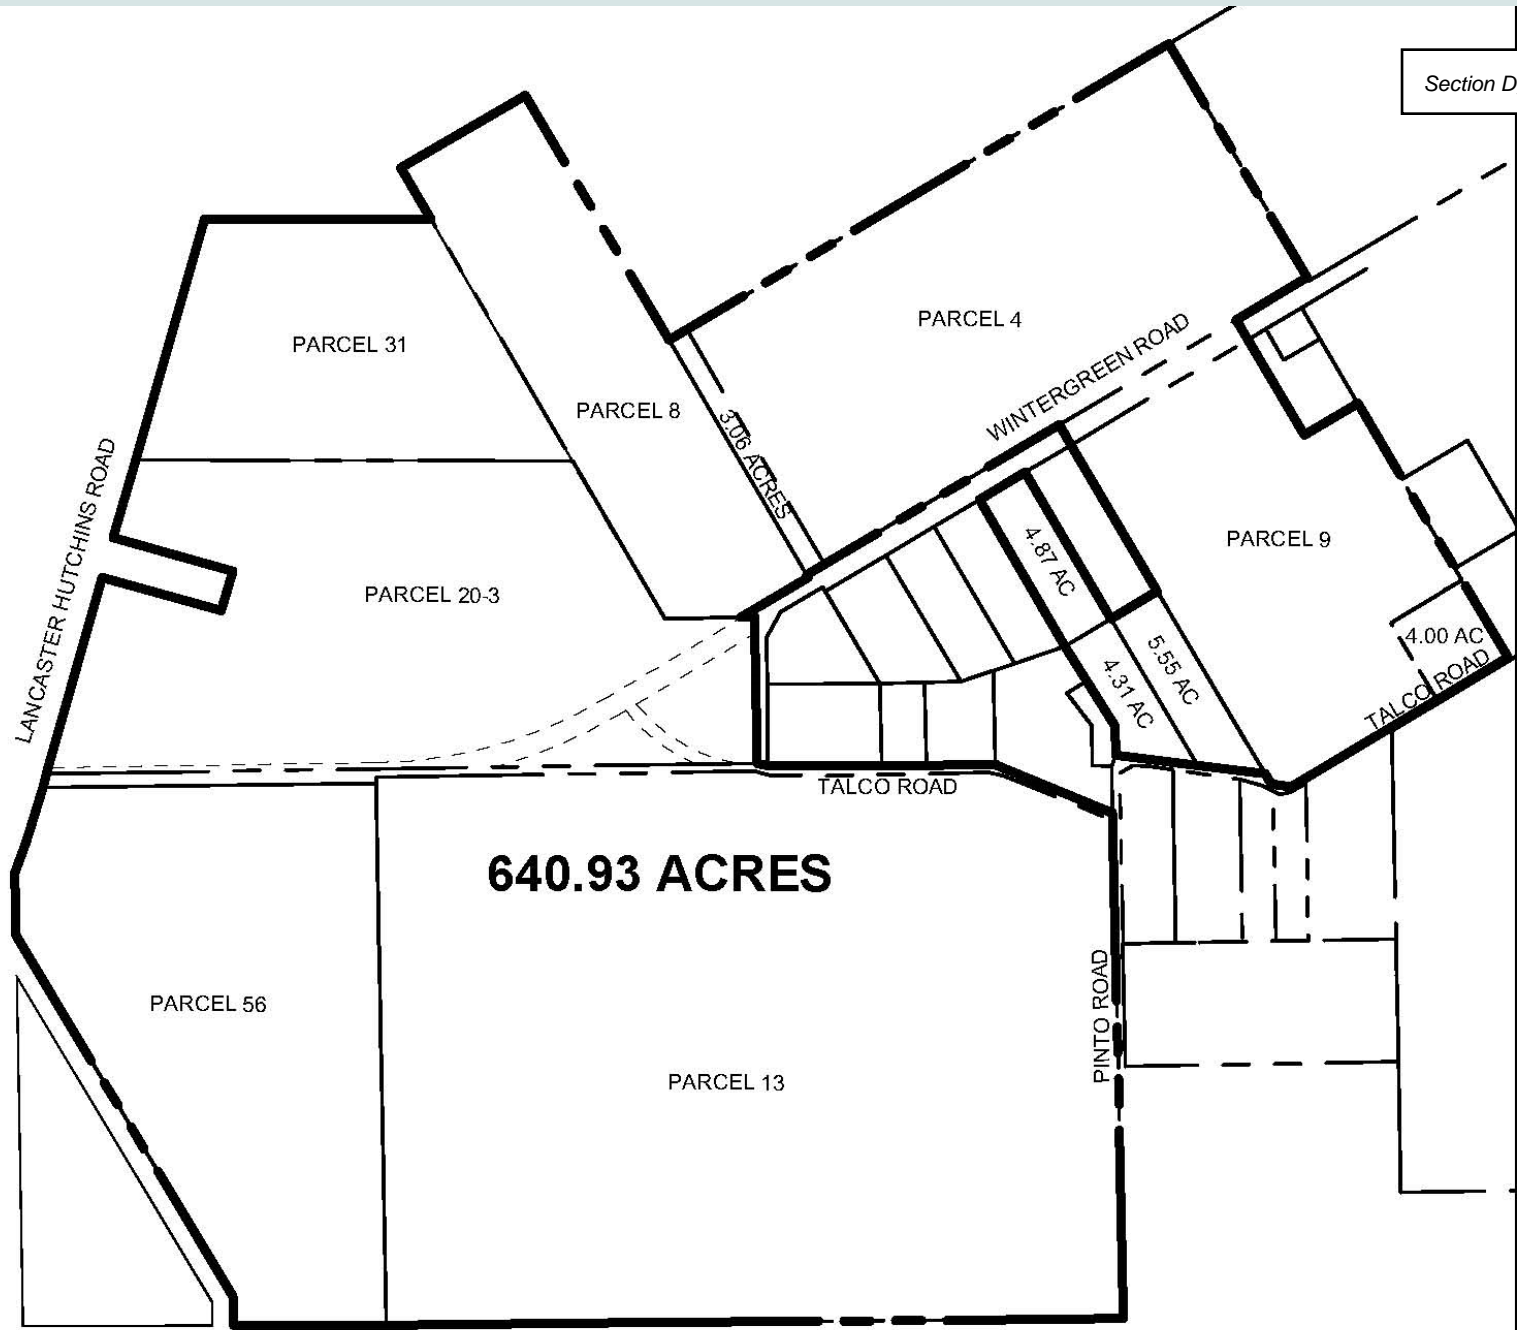 Section D
PARCEL 4
PARCEL 31
WINTERGREEN ROAD
PARCEL 8
3.06 ACRES
LANCASTER HUTCHINS ROAD
PARCEL 9
4.87 AC
PARCEL 20-3
4.00 AC
5.55 AC
4.31 AC
TALCO ROAD
TALCO ROAD
640.93 ACRES
PARCEL 56
PINTO ROAD
PARCEL 13